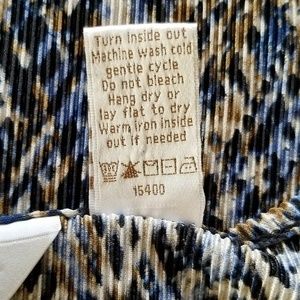 Turn inside out
Machine wash cold
gentle cycle
Do not bleach
Hang dry or
lay flat to dry
Warm iron inside
out if needed
15400